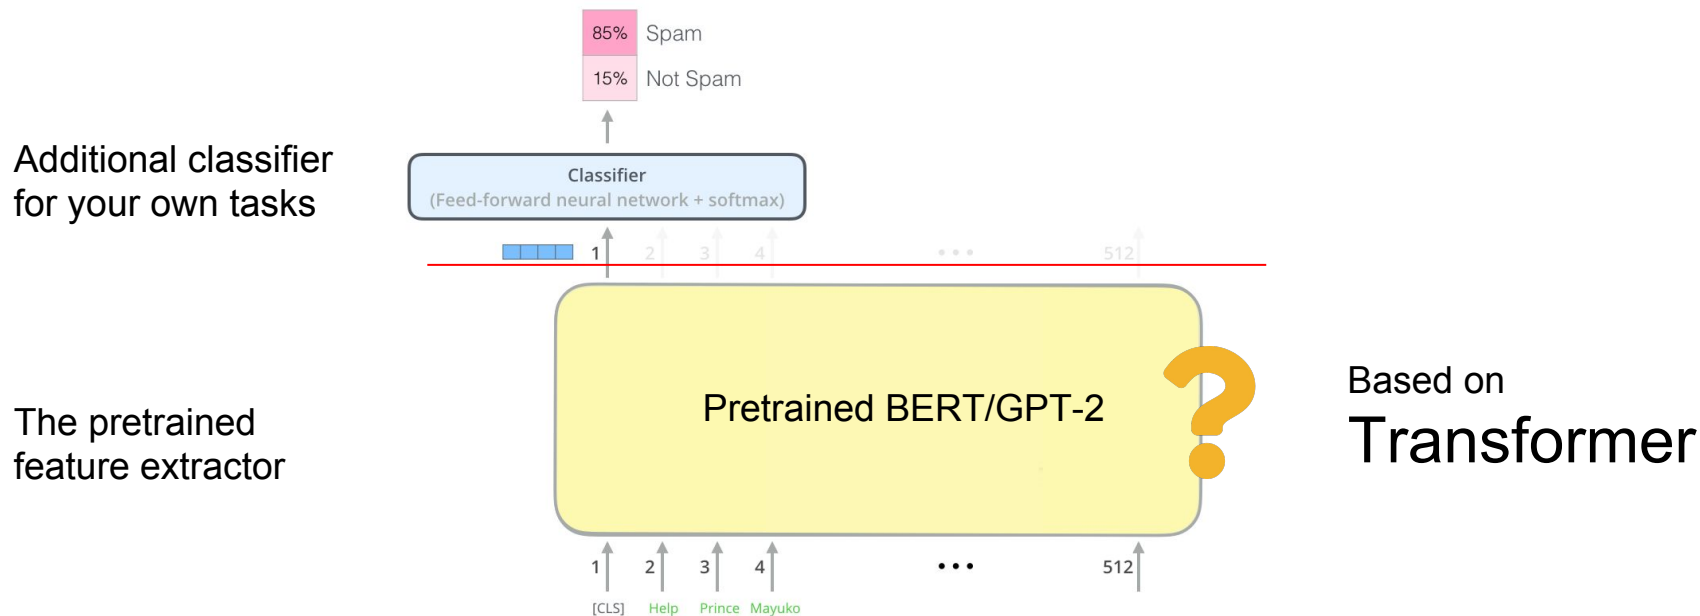 85% Spam
15% Not Spam
Additional classifier
for your own tasks
Classifier
(Feed-forward neural network + softmax)
1 2 3 4 ••• 512
The pretrained
feature extractor
Pretrained BERT/GPT-2
?
Based on
Transformer
1 2 3 4 ••• 512
[CLS] Help Prince Mayuko